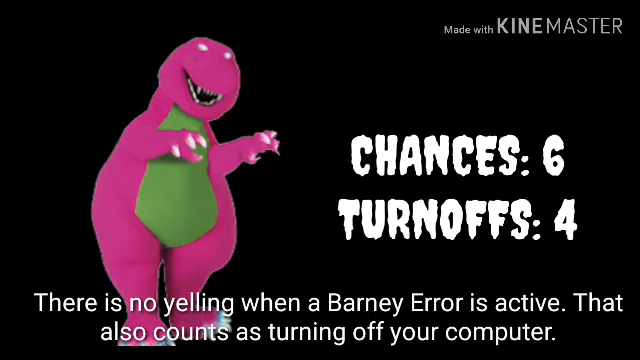 Made with KINEMASTER
CHANCES: 6
TURNOFFS: 4
There is no yelling when a Barney Error is active. That
also counts as turning off your computer.